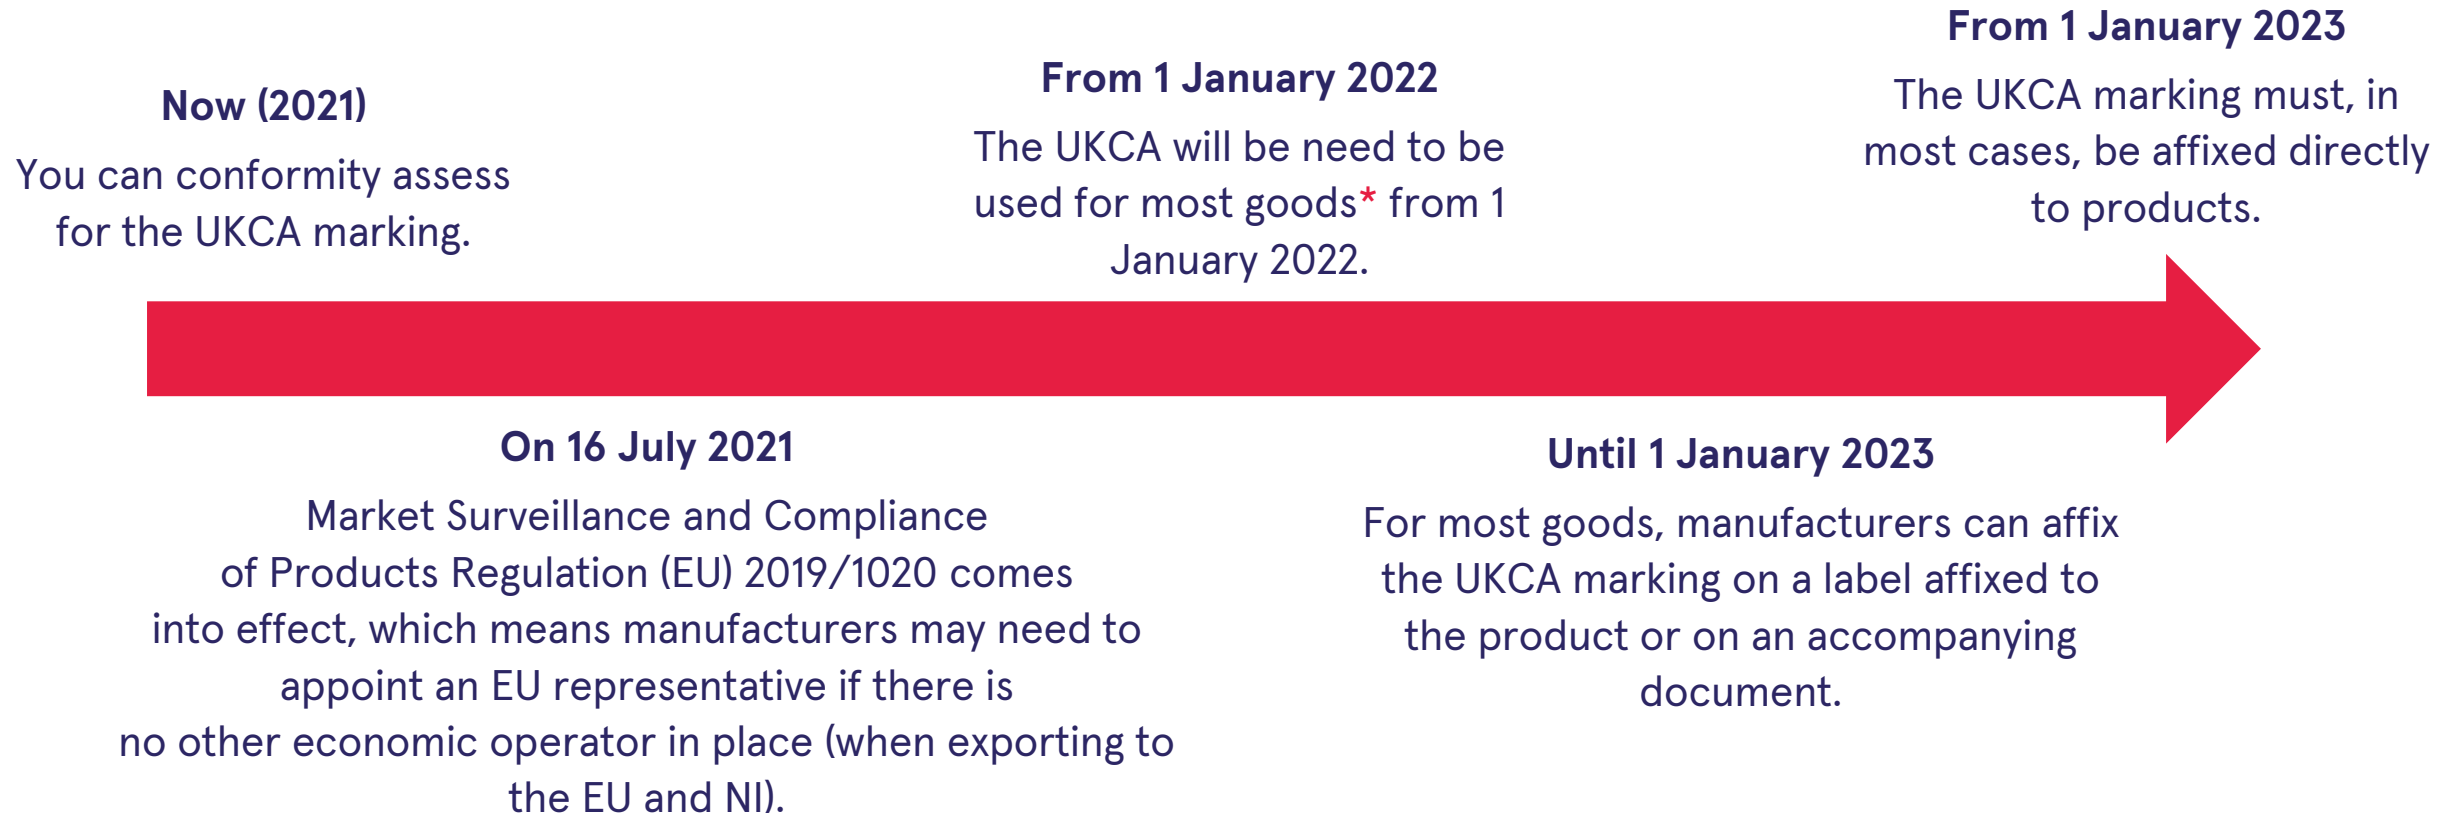 Now (2021)
You can conformity assess
for the UKCA marking.
On 16 July 2021
Market Surveillance and Compliance
of Products Regulation (EU) 2019/1020 comes
into effect, which means manufacturers may need to
appoint an EU representative if there is
no other economic operator in place (when exporting to
the EU and NI).
From 1 January 2022
The UKCA will be need to be
used for most goods* from 1
January 2022.
Until 1 January 2023
For most goods, manufacturers can affix
the UKCA marking on a label affixed to
the product or on an accompanying
document.
From 1 January 2023
The UKCA marking must, in
most cases, be affixed directly
to products.